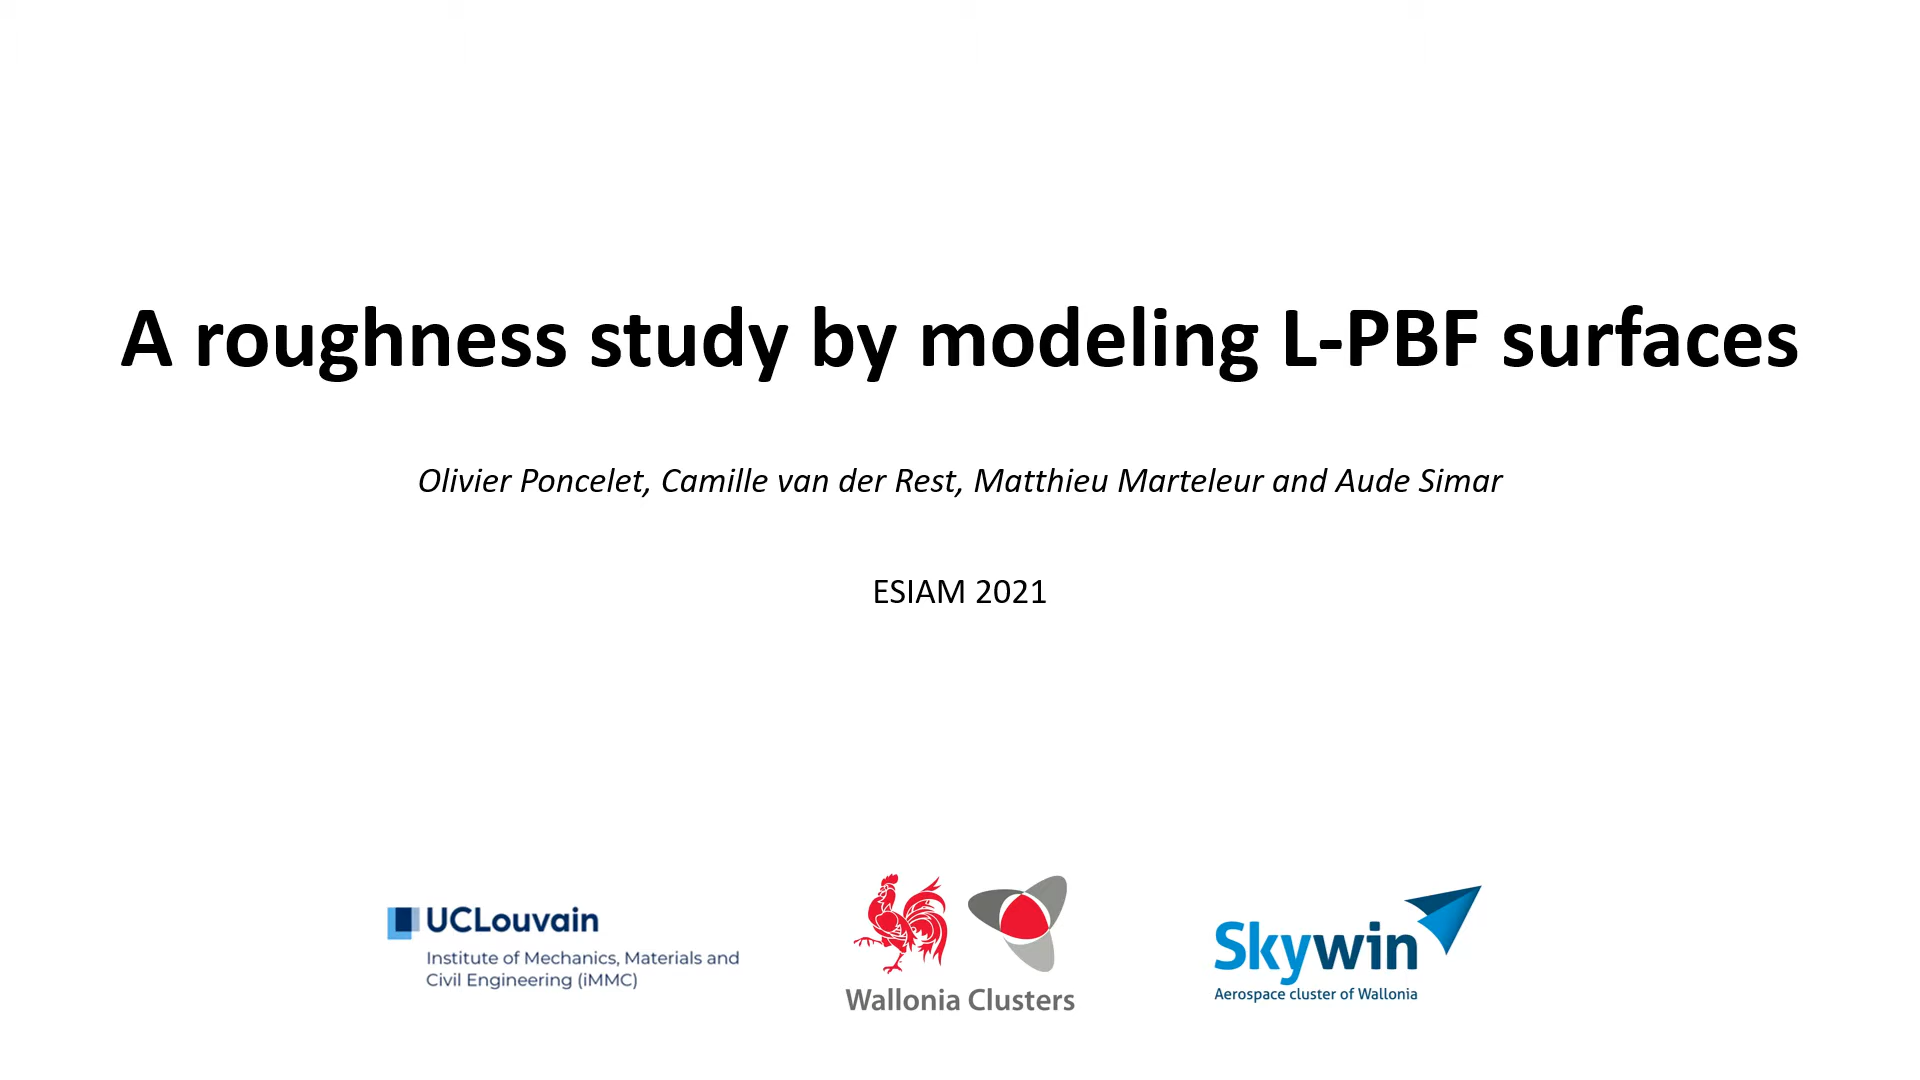 A roughness study by modeling L-PBF surfaces
Olivier Poncelet, Camille van der Rest, Matthieu Marteleur and Aude Simar
ESIAM 2021
UCLouvain
Institute of Mechanics, Materials and
Civil Engineering (iMMC)
Wallonia Clusters
Skywin
Aerospace cluster of Wallonia